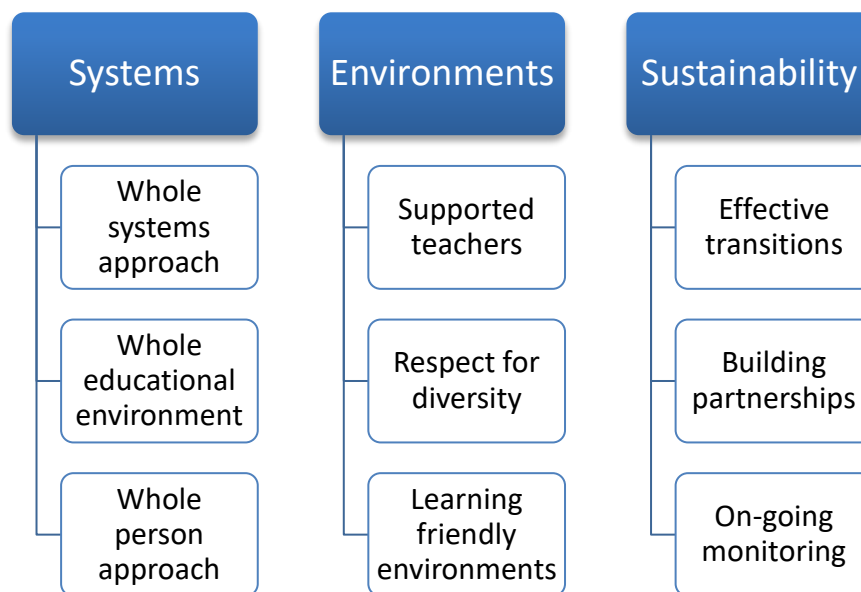 Systems
Whole
systems
approach
Whole
educational
environment
Whole
person
approach
Environments
Supported
teachers
Respect for
diversity
Learning
friendly
environments
Sustainability
Effective
transitions
Building
partnerships
On-going
monitoring